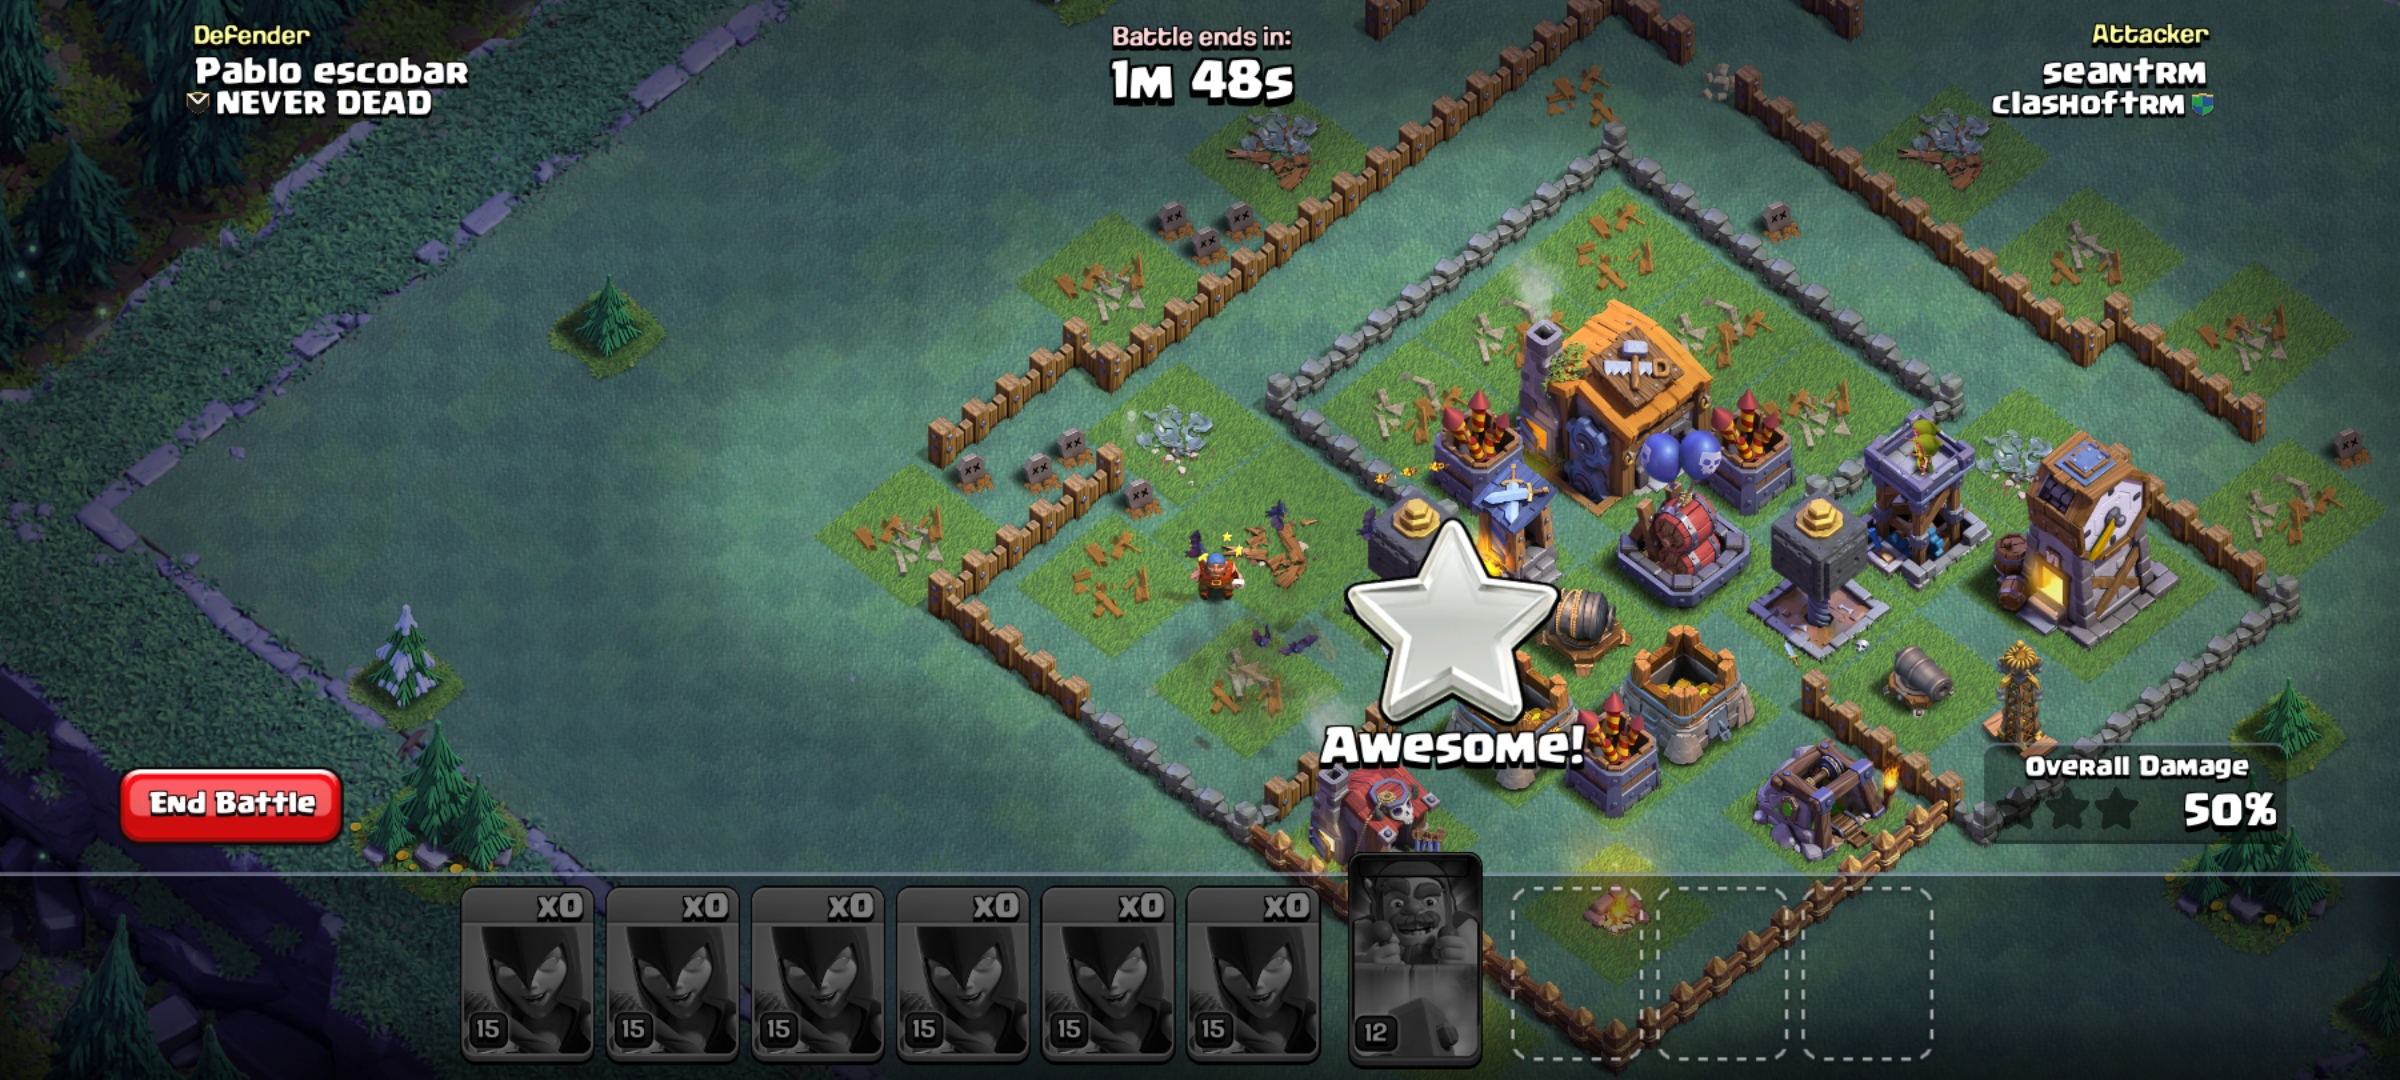 Defender
Pablo escobar
NEVER DEAD
Battle ends in:
1M 48s
Attacker
seantRM
clashoftRM
Awesome!
End Battle
Overall Damage
50%
x0
x0
x0
x0
x0
x0
15
15
15
15
15
15
12